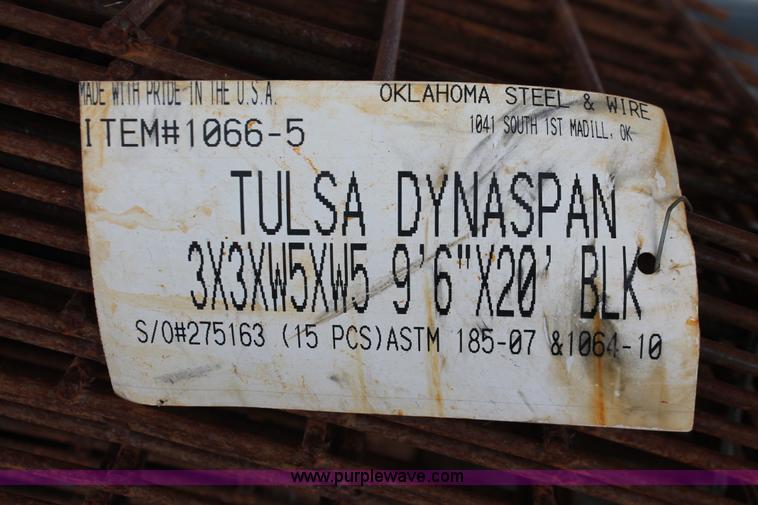 MADE WITH PRIDE IN THE U.S.A.
OKLAHOMA STEEL & WIRE
ITEM#1066-5
1041 SOUTH 1ST MADILL, OK
TULSA DYNASPAN
3X3XW5XW5 9'6"X20' BLK
S/O#275163 (15 PCS)ASTM 185-07 &1064-10
www.purplewave.com